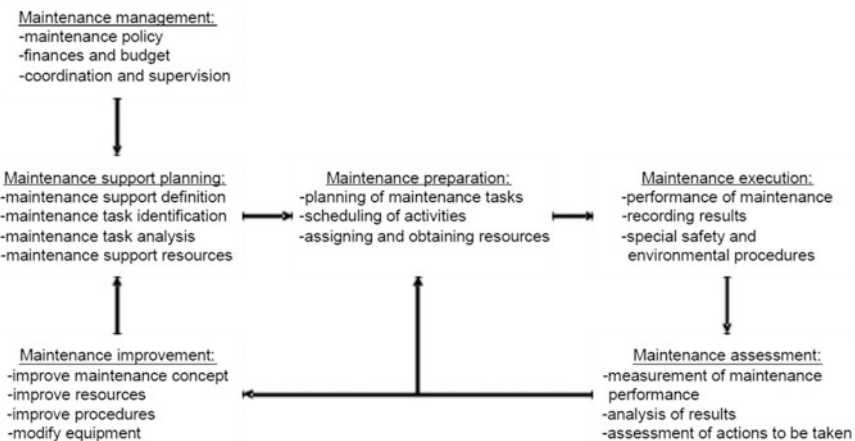 Maintenance management:
-maintenance policy
-finances and budget
-coordination and supervision
Maintenance support planning:
-maintenance support definition
-maintenance task identification
-maintenance task analysis
-maintenance support resources
Maintenance preparation:
-planning of maintenance tasks
-scheduling of activities
-assigning and obtaining resources
Maintenance execution:
-performance of maintenance
-recording results
-special safety and
environmental procedures
Maintenance improvement:
-improve maintenance concept
-improve resources
-improve procedures
-modify equipment
Maintenance assessment:
-measurement of maintenance
performance
-analysis of results
-assessment of actions to be taken